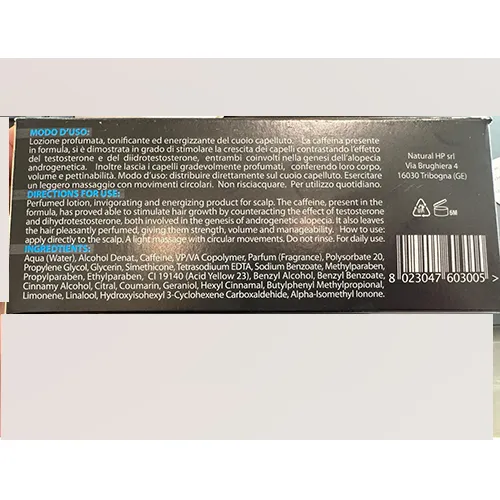 MODO D'USO:
Lozione profumata, tonificante ed energizzante del cuoio capelluto. La caffeina presente
in formula, si è dimostrata in grado di stimolare la crescita dei capelli contrastando l'effetto
del testosterone e del diidrotestosterone, entrambi coinvolti nella genesi dell'alopecia
androgenetica. Inoltre lascia i capelli gradevolmente profumati, conferendo loro corpo,
volume e pettinabilità. Modo d'uso: distribuire direttamente sul cuoio capelluto. Esercitare
un leggero massaggio con movimenti circolari. Non risciacquare. Per utilizzo quotidiano.
DIRECTIONS FOR USE:
Perfumed lotion, invigorating and energizing product for scalp. The caffeine, present in the
formula, has proved able to stimulate hair growth by counteracting the effect of testosterone
and dihydrotestosterone, both involved in the genesis of androgenetic alopecia. It also leaves
the hair pleasantly perfumed, giving them strength, volume and manageability. How to use:
apply directly to the scalp. A light massage with circular movements. Do not rinse. For daily use.
INGREDIENTS:
Aqua (Water), Alcohol Denat., Caffeine, VP/VA Copolymer, Parfum (Fragrance), Polysorbate 20,
Propylene Glycol, Glycerin, Simethicone, Tetrasodiuum EDTA, Sodium Benzoate, Methylparaben,
Propylparaben, Ethylparaben, CI 19140 (Acid Yellow 23), Benzyl Alcohol, Benzyl Benzoate,
Cinnamy Alcohol, Citral, Coumarin, Geraniol, Hexyl Cinnamal, Butylphenyl Methylpropional,
Limonene, Linalool, Hydroxyisohexyl 3-Cyclohexene Carboxaldehyde, Alpha-Isomethyl Ionone.
Natural HP srl
Via Brughiera 4
16030 Tribogna (GE)
6M
8 023047 603005 >